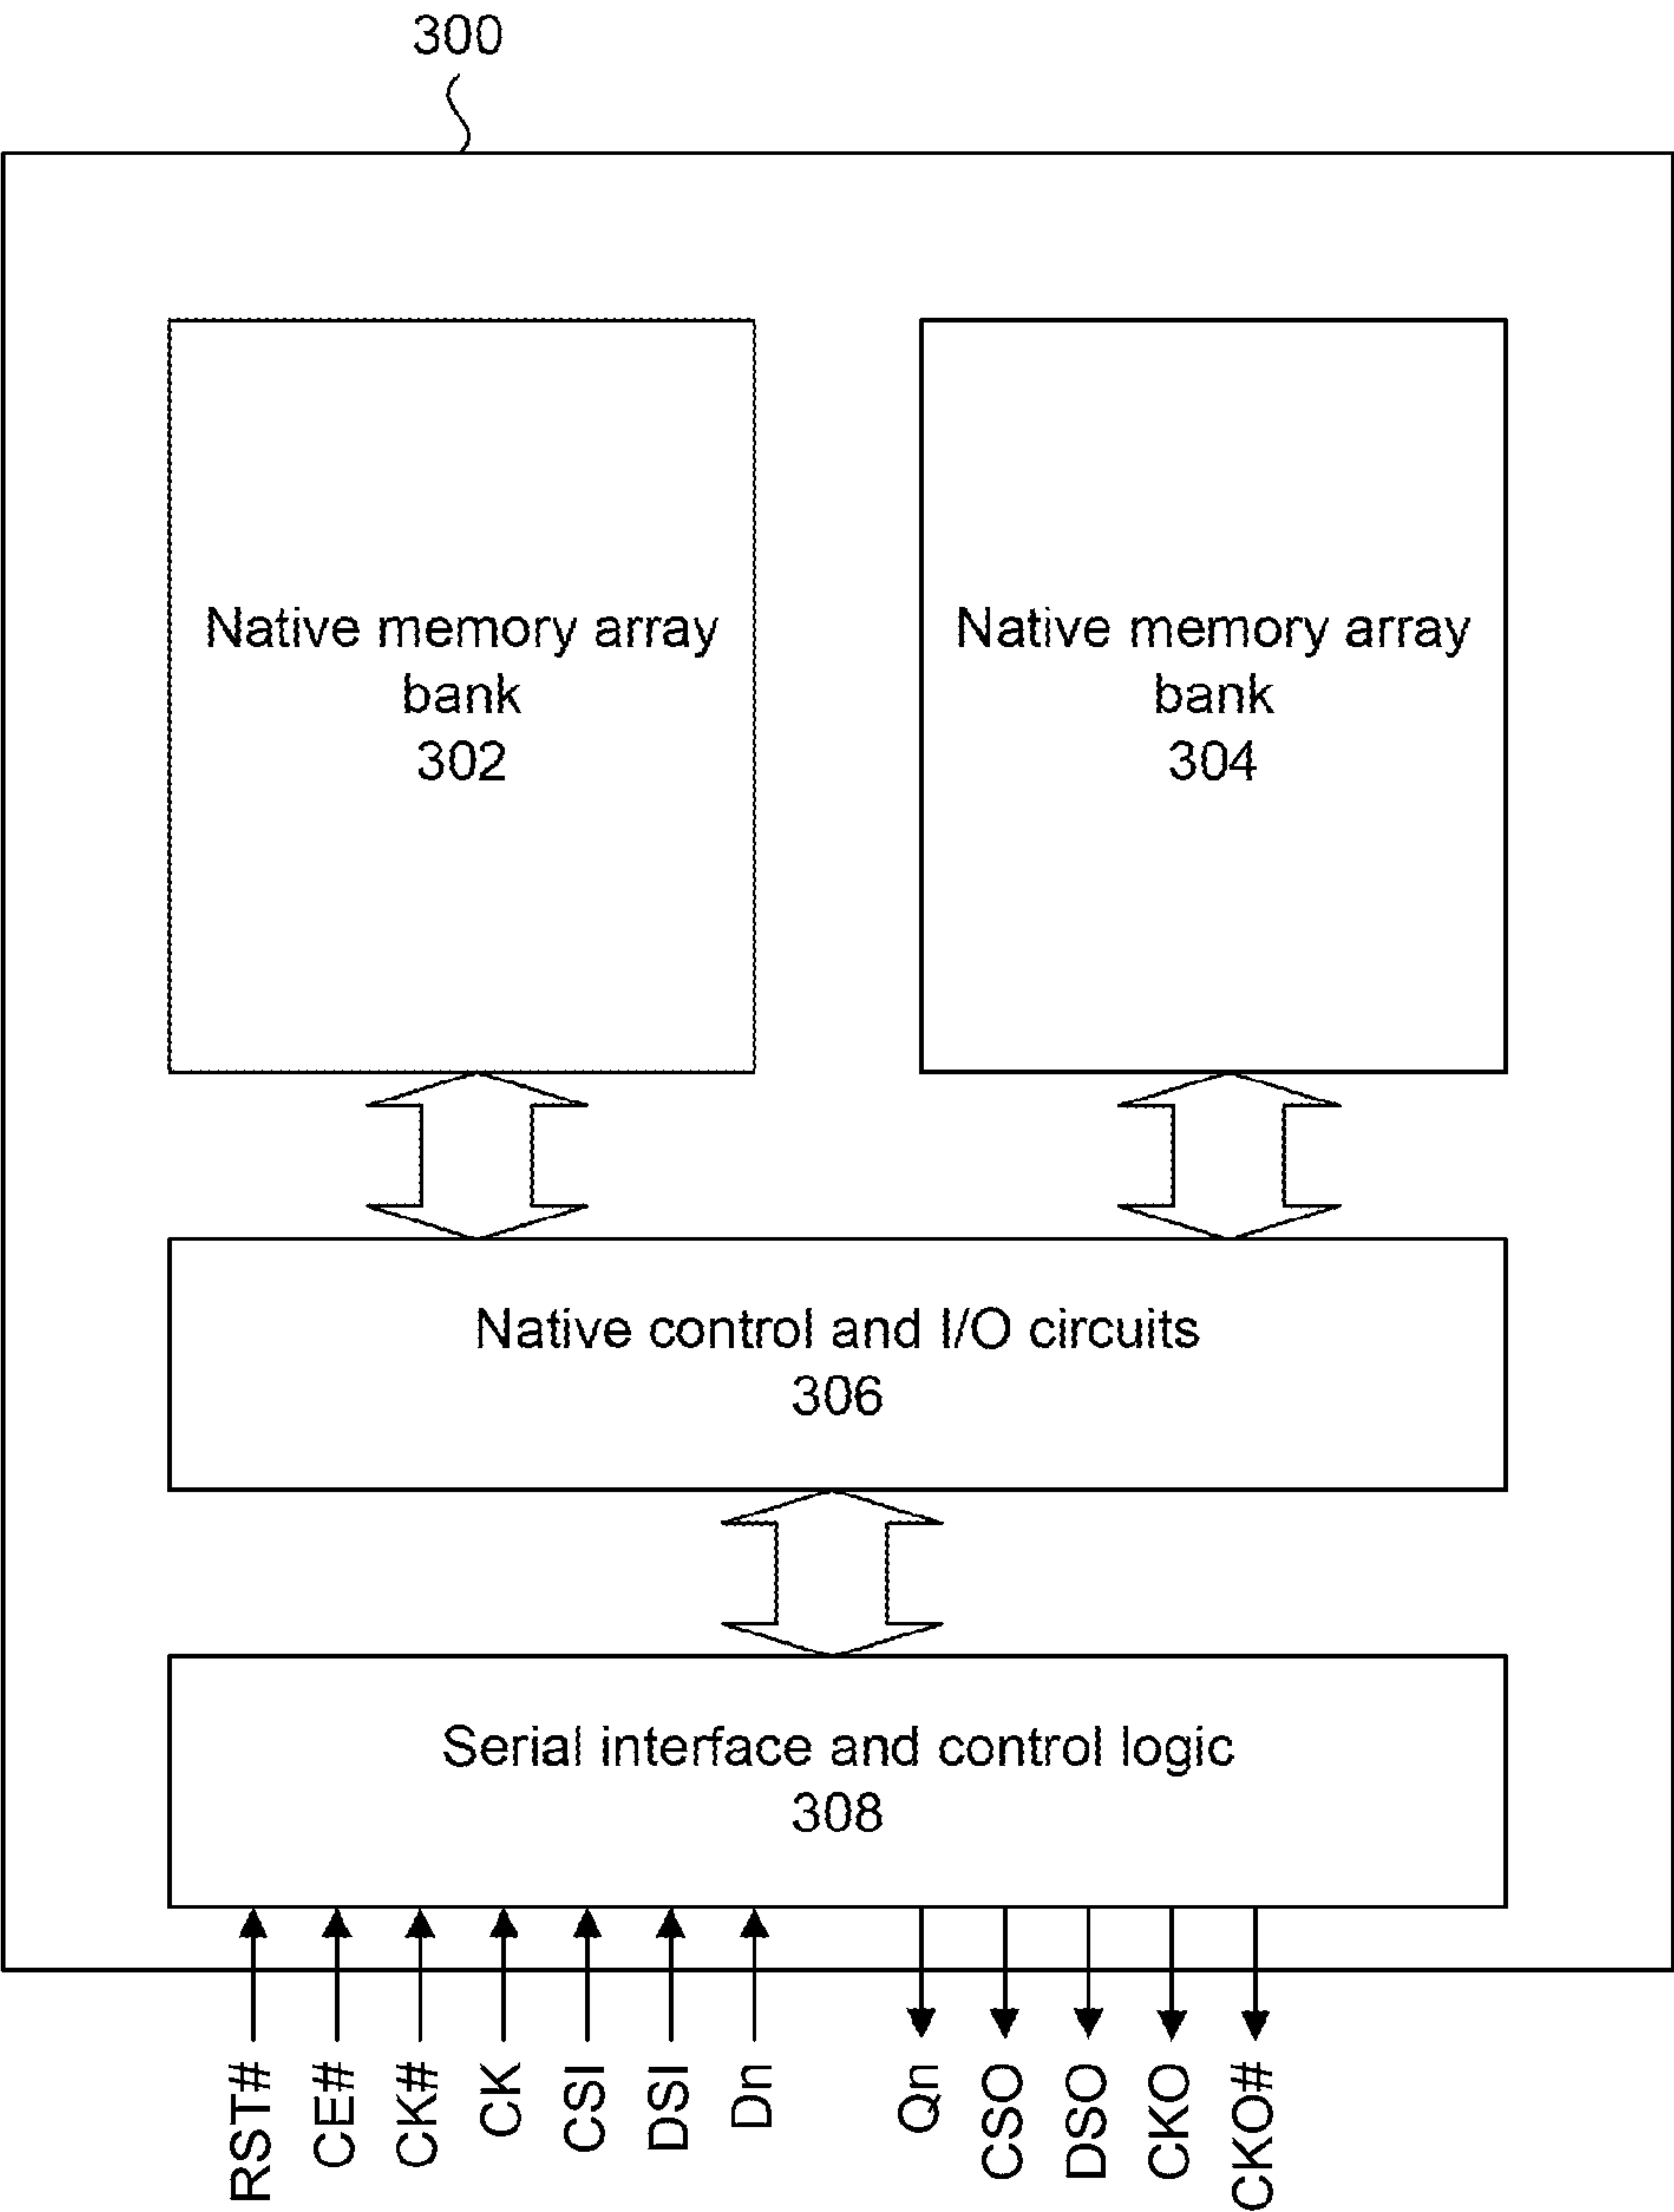 300
Native memory array
bank
302
Native memory array
bank
304
Native control and I/O circuits
306
Serial interface and control logic
308
RST#
CE#
CK#
CK
CSI
DSI
Dn
Qn
CSO
DSO
CKO
CKO#